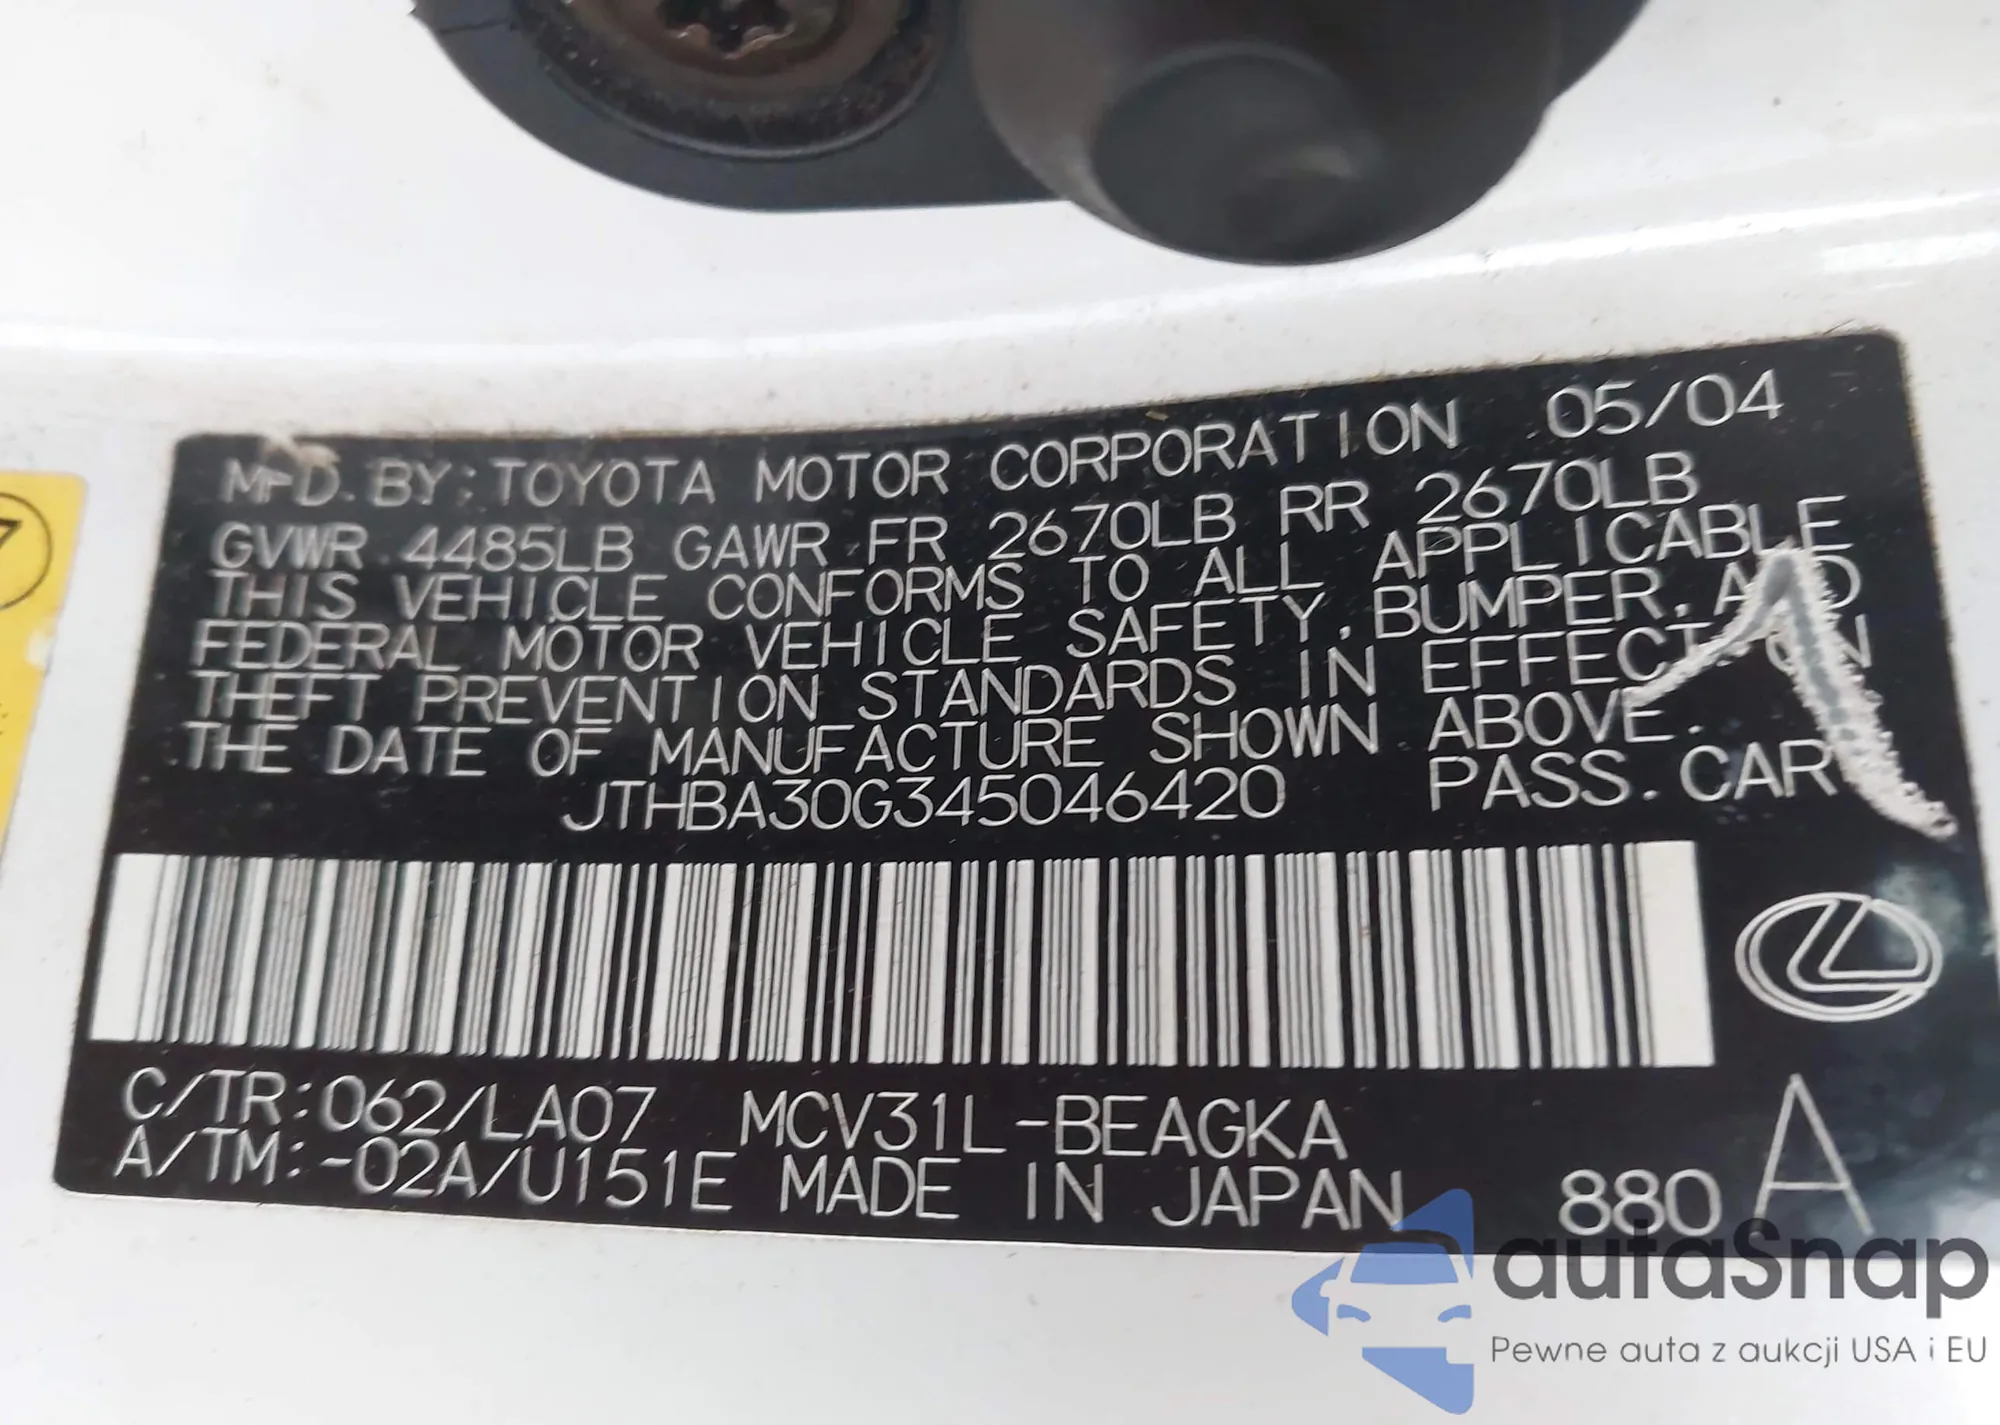 MFD. BY: TOYOTA MOTOR CORPORATION 05/04
GVWR 4485LB GAWR FR 2670LB RR 2670LB
THIS VEHICLE CONFORMS TO ALL APPLICABLE
FEDERAL MOTOR VEHICLE SAFETY, BUMPER, AND
THEFT PREVENTION STANDARDS IN EFFECT ON
THE DATE OF MANUFACTURE SHOWN ABOVE.
JTHBA30G345046420 PASS. CAR
C/TR:062/LA07 MCV31L-BEAGKA
A/TM:-02A/U151E MADE IN JAPAN 880 A
7
autoSnap
Pewne auta z aukcji USA i EU